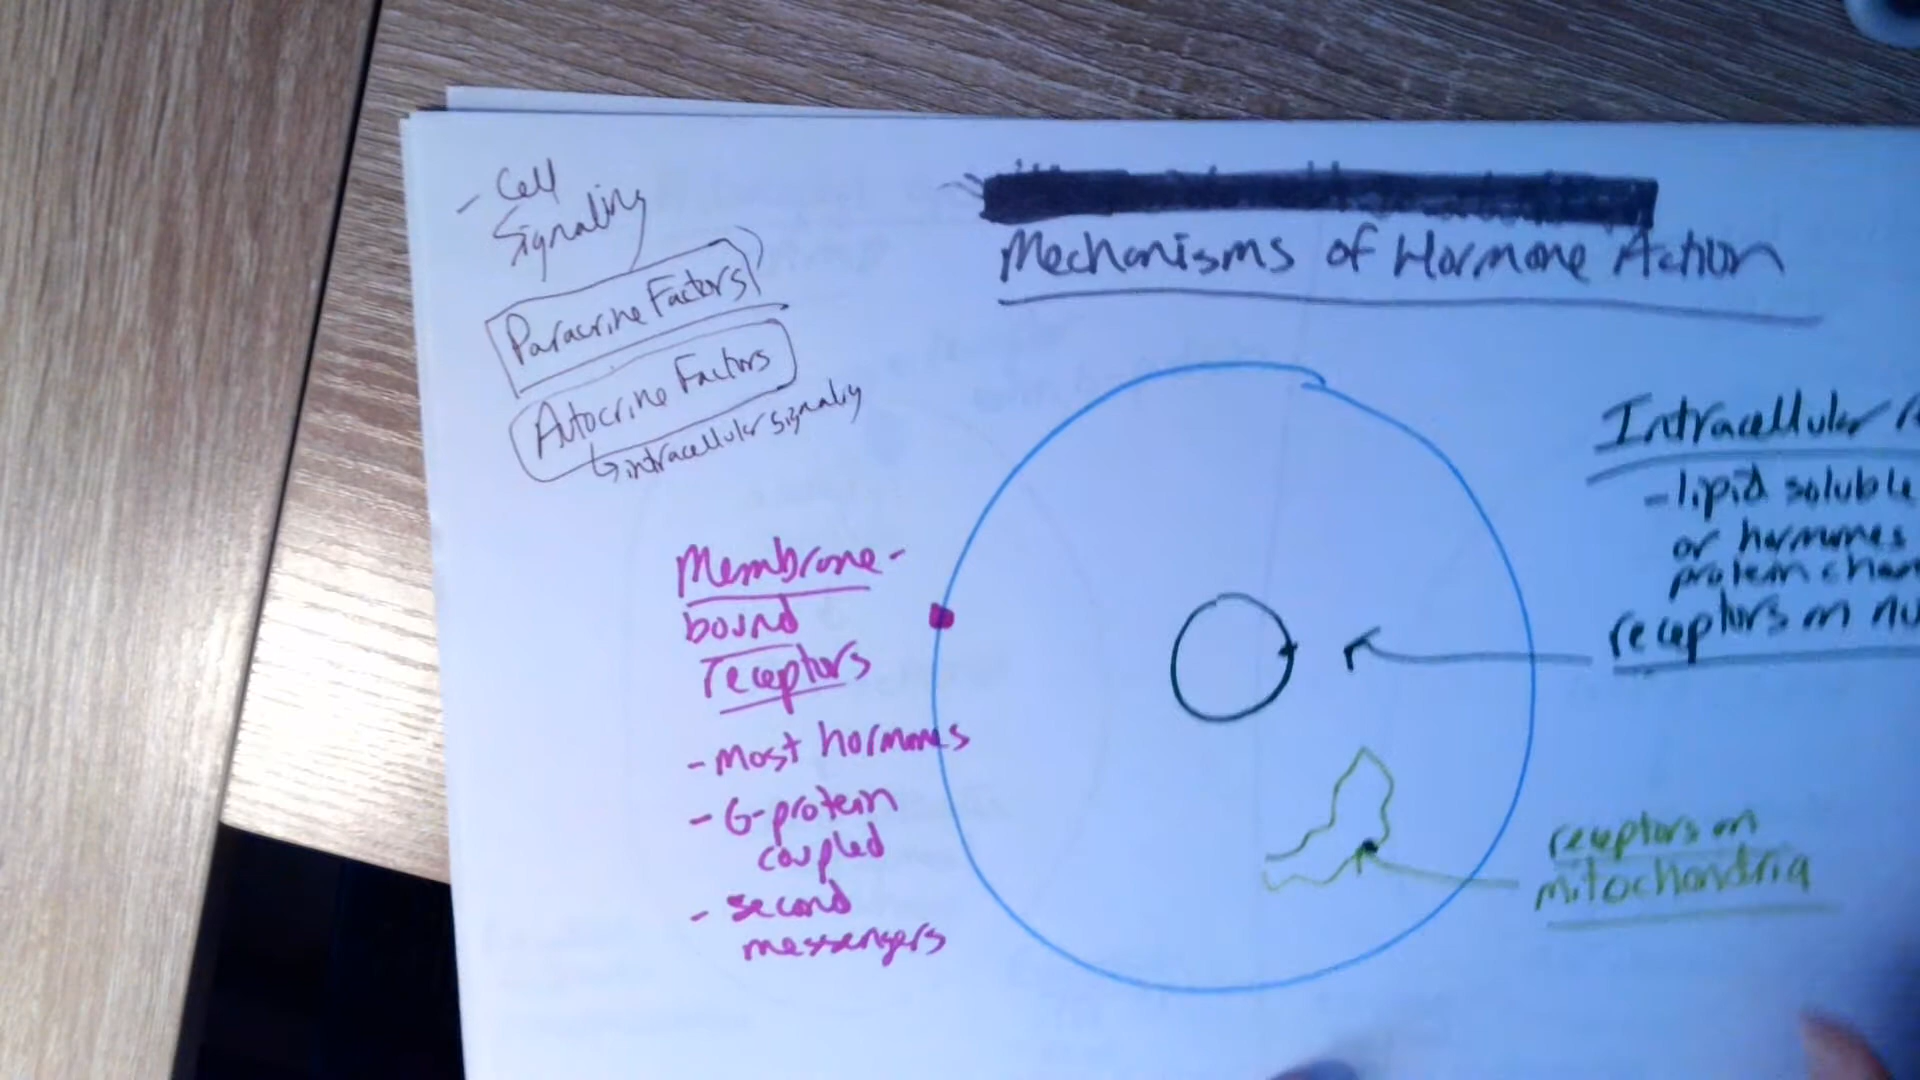 - Cell
Signaling
Paracrine Factors
Autocrine Factors
↳ intracellular signaling
Mechanisms of Hormone Action
Membrane-
bound
receptors
- most hormones
- G-protein
coupled
- second
messengers
Intracellular
- lipid soluble
or hormones
protein
receptors on
receptors on
mitochondria